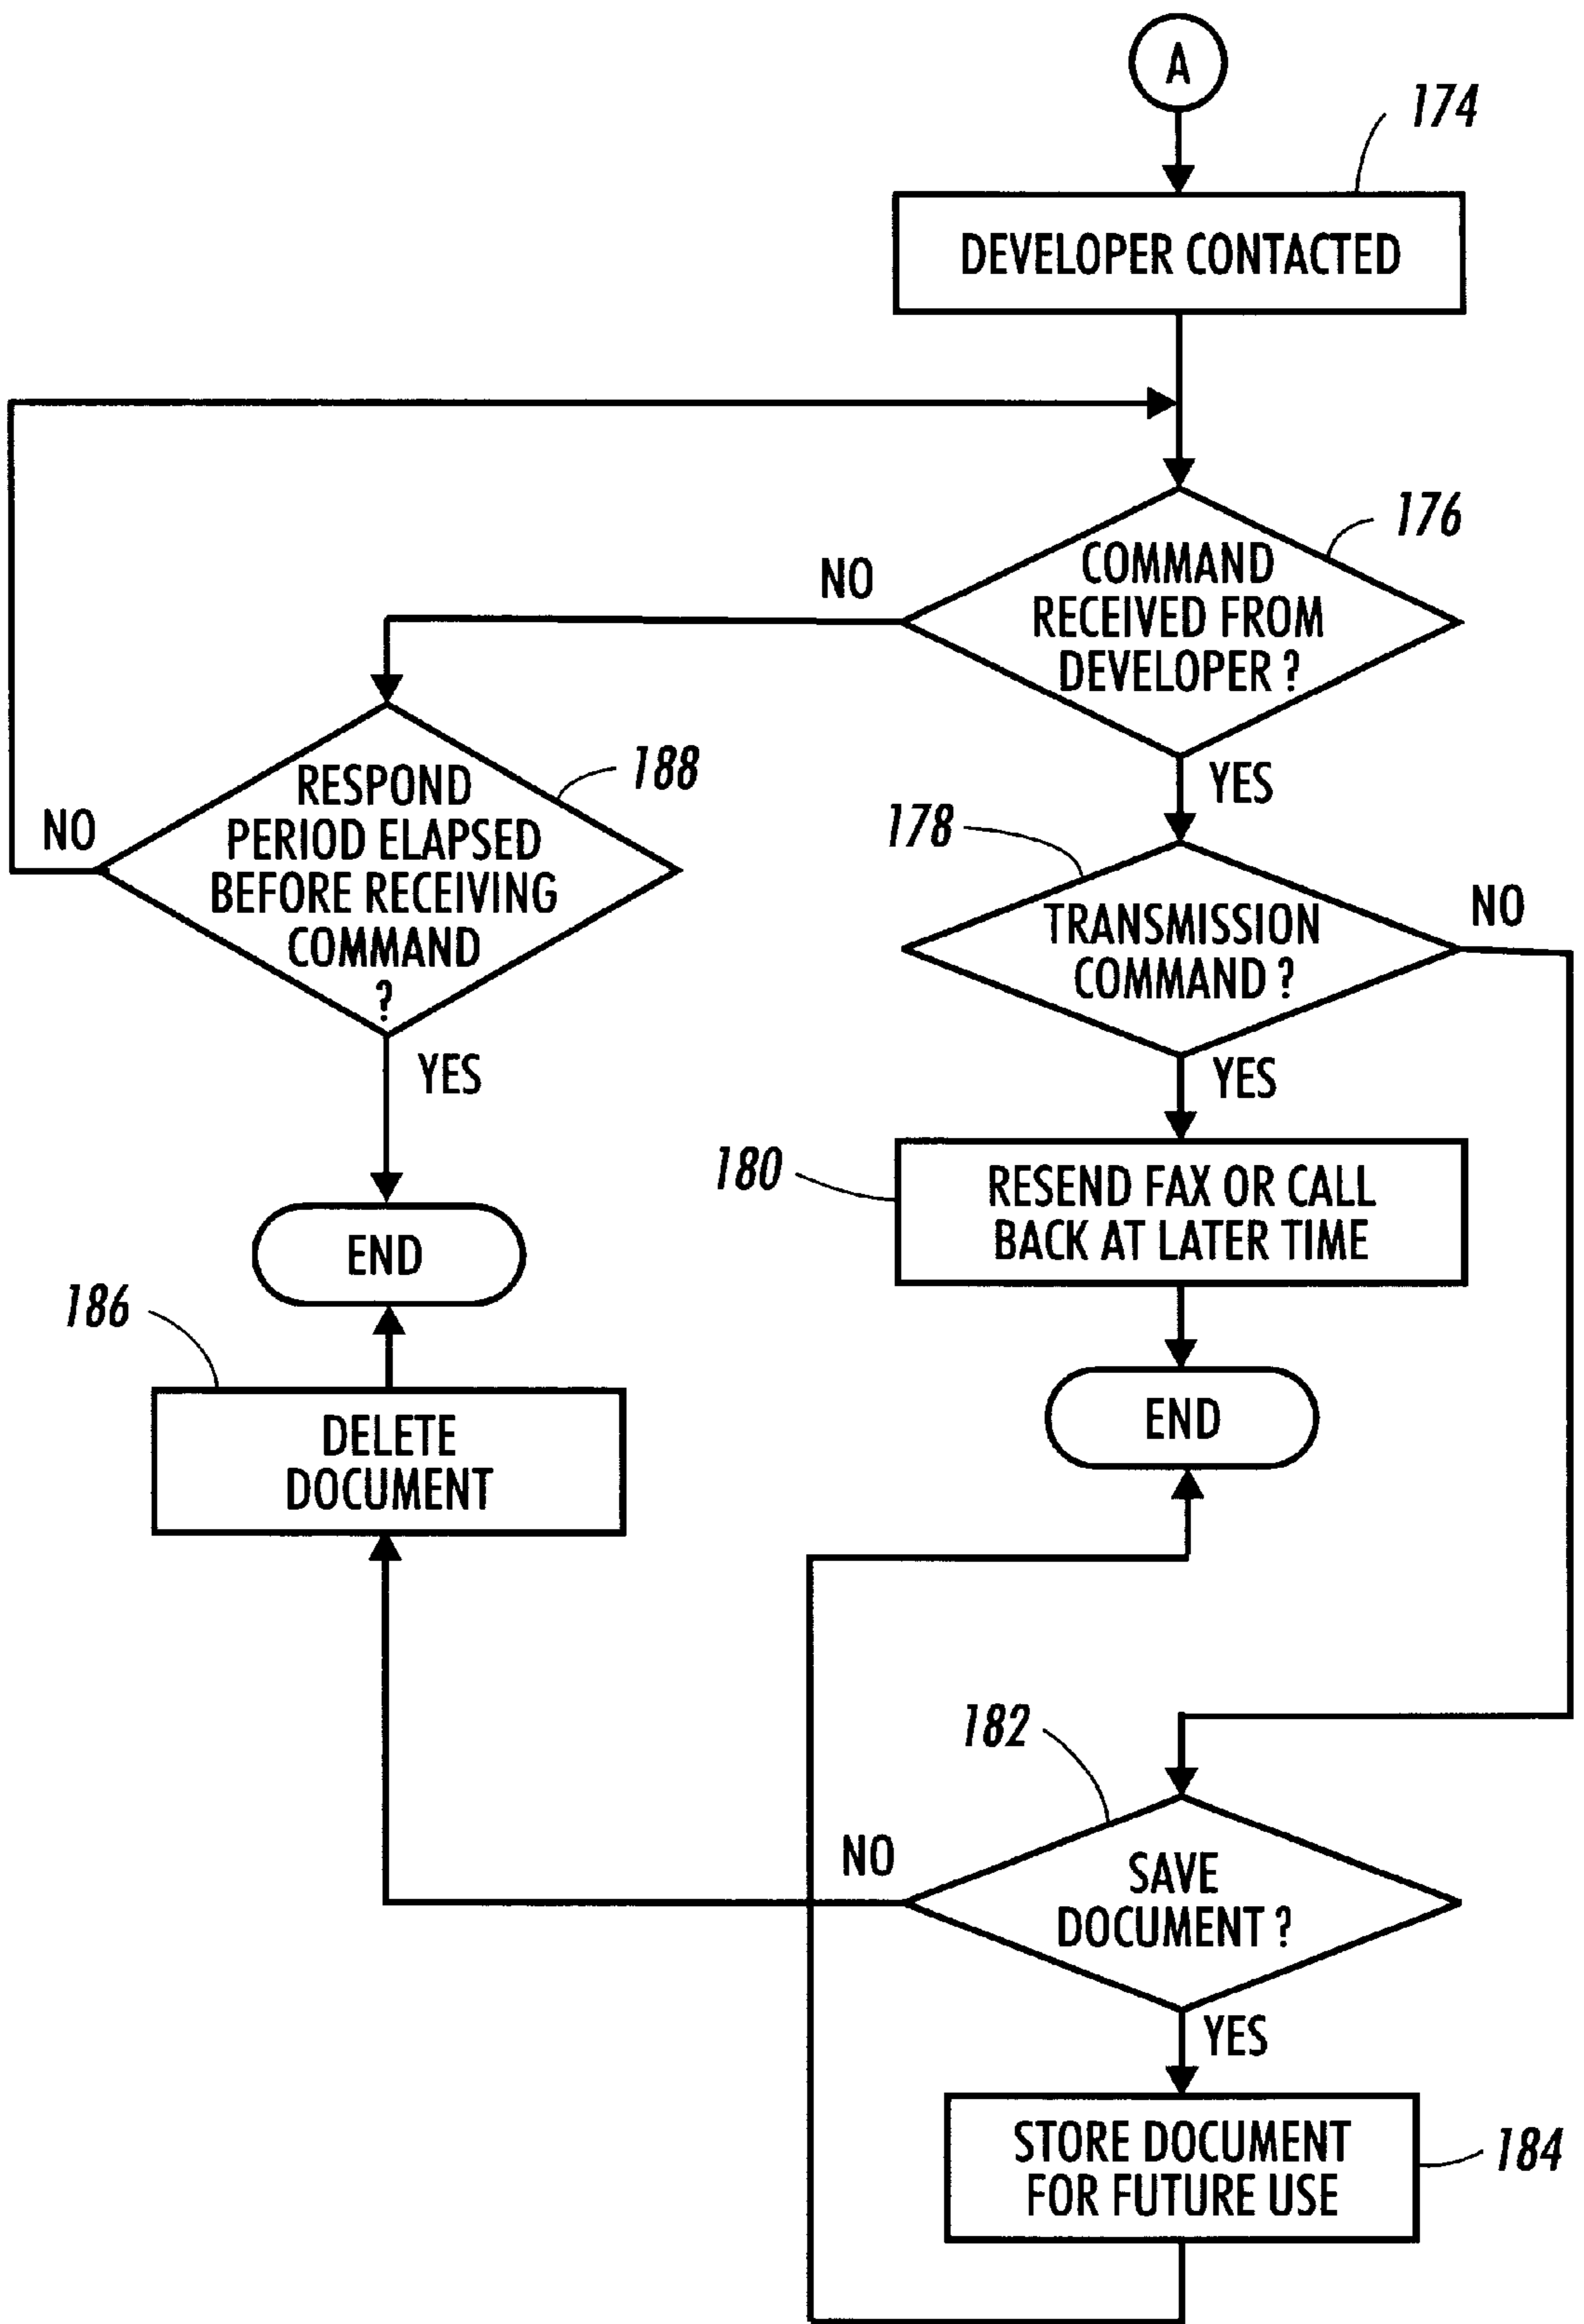 A
174
DEVELOPER CONTACTED
176
COMMAND
RECEIVED FROM
DEVELOPER ?
NO
YES
188
RESPOND
PERIOD ELAPSED
BEFORE RECEIVING
COMMAND
?
NO
YES
178
TRANSMISSION
COMMAND ?
NO
YES
180
RESEND FAX OR CALL
BACK AT LATER TIME
END
END
186
DELETE
DOCUMENT
182
SAVE
DOCUMENT ?
NO
YES
STORE DOCUMENT
FOR FUTURE USE
184